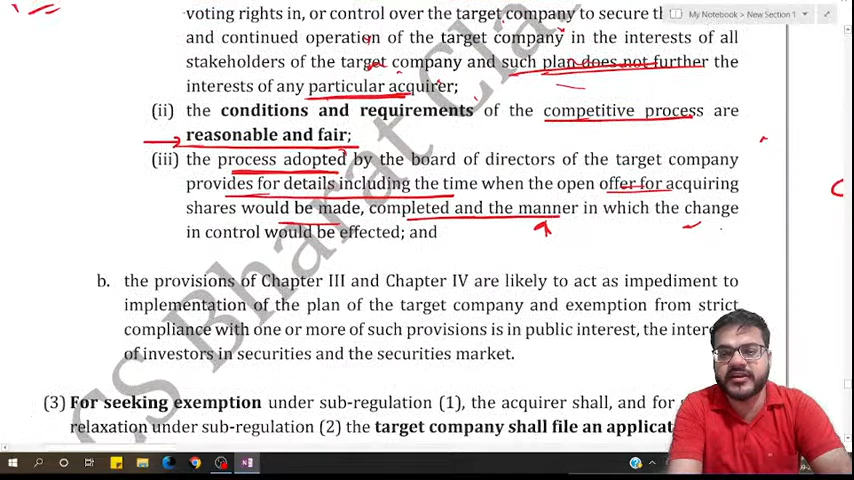 voting rights in, or control over the target company to secure
My Notebook > New Section 1
and continued operation of the target company in the interests of all
stakeholders of the target company and such plan does not further the
interests of any particular acquirer;
(ii) the conditions and requirements of the competitive process are
reasonable and fair;
(iii) the process adopted by the board of directors of the target company
provides for details including the time when the open offer for acquiring
shares would be made, completed and the manner in which the change
in control would be effected; and
b. the provisions of Chapter III and Chapter IV are likely to act as impediment to
implementation of the plan of the target company and exemption from strict
compliance with one or more of such provisions is in public interest, the
of investors in securities and the securities market.
(3) For seeking exemption under sub-regulation (1), the acquirer shall, and for
relaxation under sub-regulation (2) the target company shall file an
CS Bharat